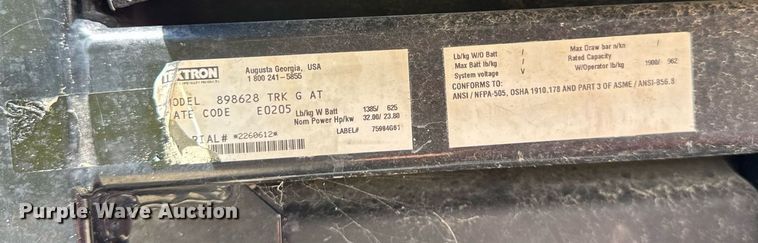 TEXTRON
Augusta Georgia, USA
1 800 241-5855
MODEL 898628 TRK G AT
DATE CODE E0205
Lb/kg W Batt 1385/ 625
Nom Power Hp/kw 32.00/ 23.80
SERIAL# *2260612*
LABEL# 75984G01
Lb/kg W/O Batt /
Max Batt lb/kg /
System voltage V
Max Draw bar n/kn /
Rated Capacity
W/Operator lb/kg 1900/ 862
CONFORMS TO:
ANSI / NFPA-505, OSHA 1910.178 AND PART 3 OF ASME / ANSI-B56.8
Purple Wave Auction